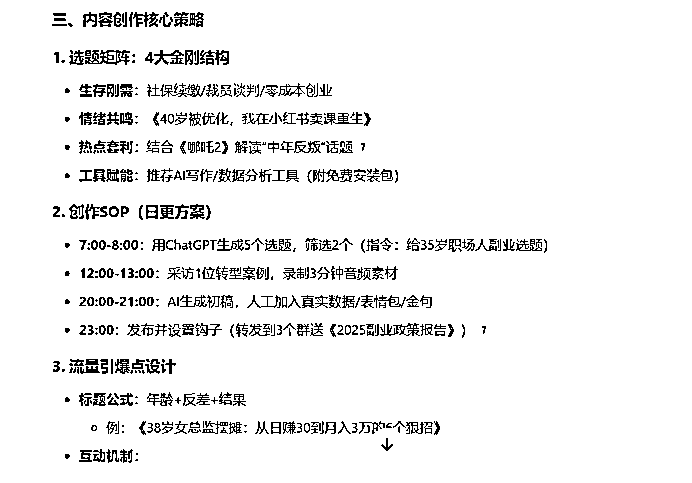 三、内容创作核心策略
1. 选题矩阵：4大金刚结构
• 生存刚需：社保续缴/裁员谈判/零成本创业
• 情绪共鸣：《40岁被优化，我在小红书卖课重生》
• 热点套利：结合《哪吒2》解读"中年反叛"话题 7
• 工具赋能：推荐AI写作/数据分析工具（附免费安装包）
2. 创作SOP（日更方案）
• 7:00-8:00：用ChatGPT生成5个选题，筛选2个（指令：给35岁职场人副业选题）
• 12:00-13:00：采访1位转型案例，录制3分钟音频素材
• 20:00-21:00：AI生成初稿，人工加入真实数据/表情包/金句
• 23:00：发布并设置钩子（转发到3个群送《2025副业政策报告》） 7
3. 流量引爆点设计
• 标题公式：年龄+反差+结果
○ 例：《38岁女总监摆摊：从日赚30到月入3万的6个狠招》
• 互动机制：